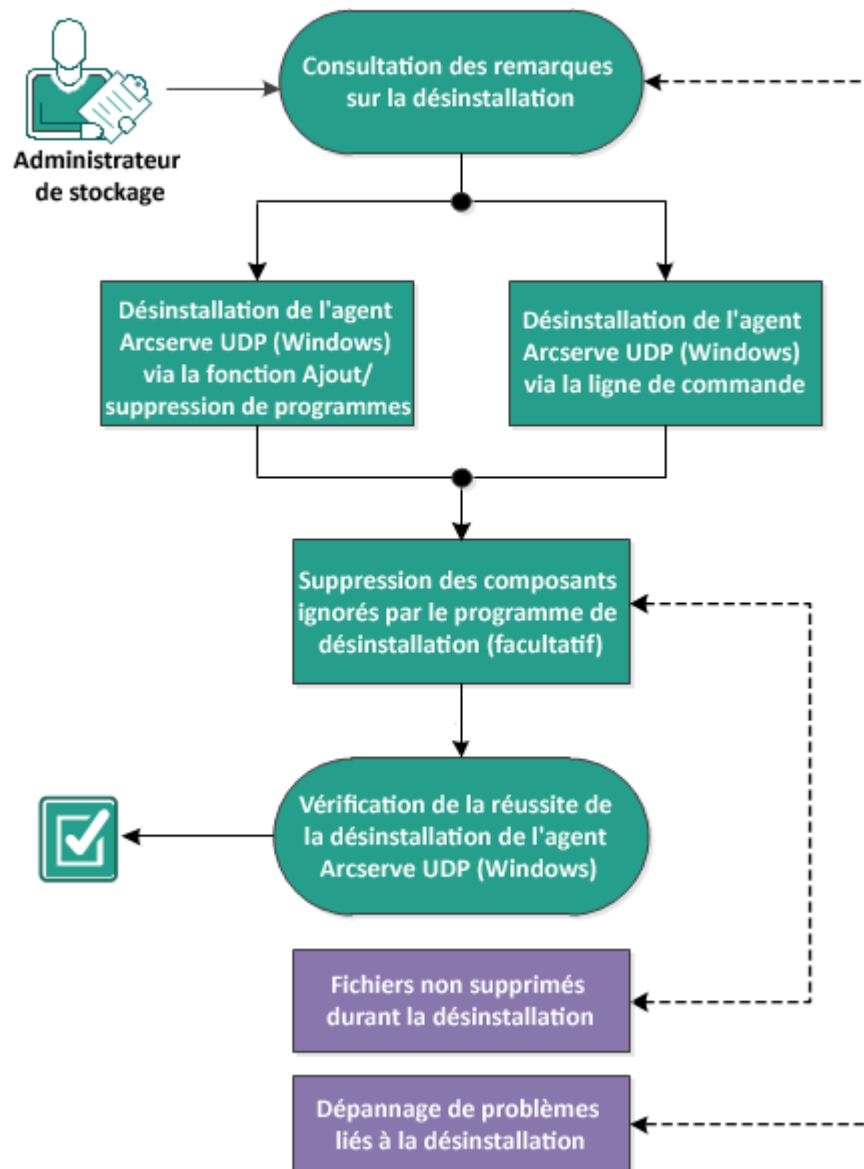 Consultation des remarques
sur la désinstallation
Administrateur
de stockage
Désinstallation de l'agent
Arcserve UDP (Windows)
via la fonction Ajout/
suppression de programmes
Désinstallation de l'agent
Arcserve UDP (Windows)
via la ligne de commande
Suppression des composants
ignorés par le programme de
désinstallation (facultatif)
Vérification de la réussite de
la désinstallation de l'agent
Arcserve UDP (Windows)
Fichiers non supprimés
durant la désinstallation
Dépannage de problèmes
liés à la désinstallation